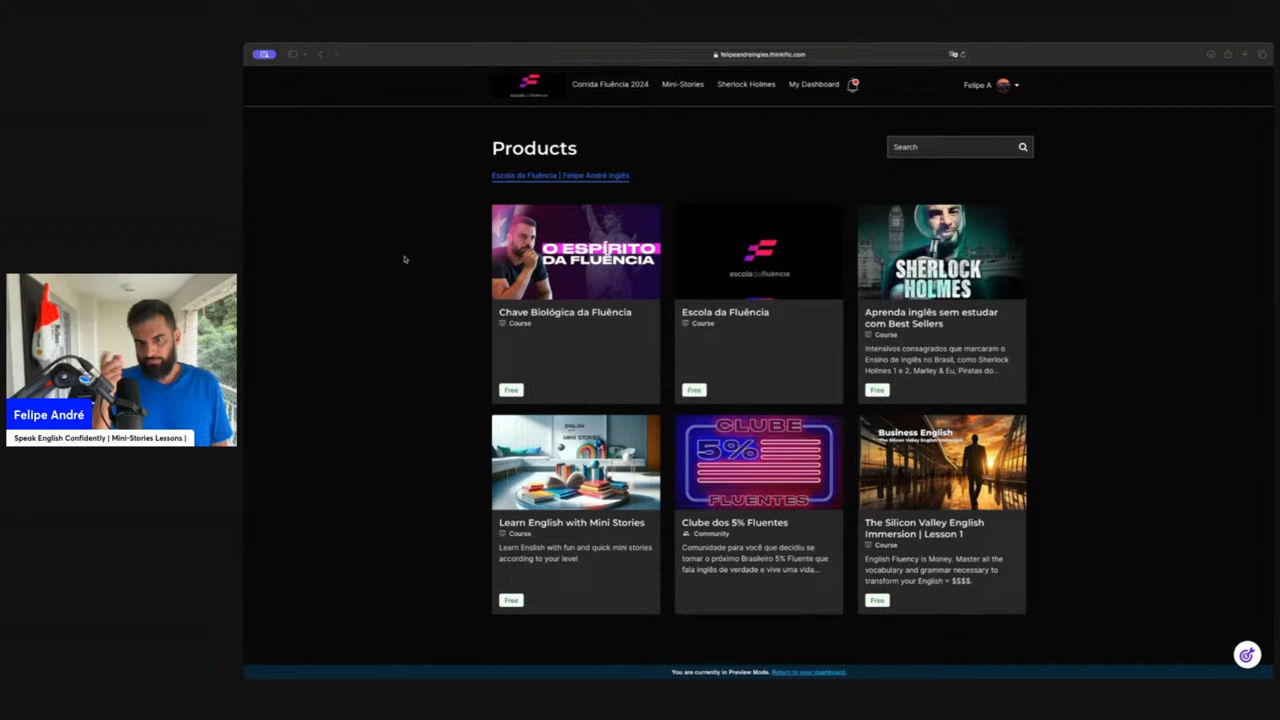 felipeandreingles.thinkific.com
escoladafluência
Corrida Fluência 2024
Mini-Stories
Sherlock Holmes
My Dashboard
Felipe A
Products
Search
Escola da Fluência | Felipe André Inglês
O ESPÍRITO
DA FLUÊNCIA
Chave Biológica da Fluência
Course
Free
escoladafluência
Escola da Fluência
Course
Free
SHERLOCK
HOLMES
Aprenda inglês sem estudar
com Best Sellers
Course
Intensivos consagrados que marcaram o
Ensino de Inglês no Brasil, como Sherlock
Holmes 1 e 2, Marley & Eu, Piratas do...
Free
ENGLISH
MINI STORIES
Learn English with Mini Stories
Course
Learn English with fun and quick mini stories
according to your level
Free
CLUBE
5%
FLUENTES
Clube dos 5% Fluentes
Community
Comunidade para você que decidiu se
tornar o próximo Brasileiro 5% Fluente que
fala inglês de verdade e vive uma vida...
Business English
The Silicon Valley English Immersion
The Silicon Valley English
Immersion | Lesson 1
Course
English Fluency is Money. Master all the
vocabulary and grammar necessary to
transform your English = $$$$.
Free
Felipe André
Speak English Confidently | Mini-Stories Lessons |
You are currently in Preview Mode. Return to your dashboard.